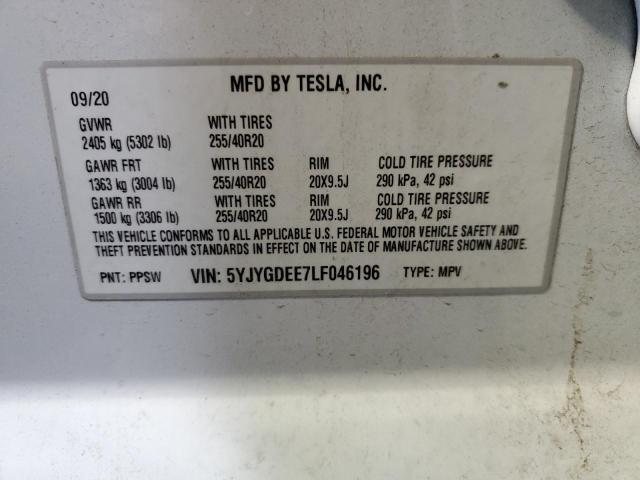 MFD BY TESLA, INC.
09/20
GVWR WITH TIRES
2405 kg (5302 lb) 255/40R20
GAWR FRT WITH TIRES RIM COLD TIRE PRESSURE
1363 kg (3004 lb) 255/40R20 20X9.5J 290 kPa, 42 psi
GAWR RR WITH TIRES RIM COLD TIRE PRESSURE
1500 kg (3306 lb) 255/40R20 20X9.5J 290 kPa, 42 psi
THIS VEHICLE CONFORMS TO ALL APPLICABLE U.S. FEDERAL MOTOR VEHICLE SAFETY AND
THEFT PREVENTION STANDARDS IN EFFECT ON THE DATE OF MANUFACTURE SHOWN ABOVE.
PNT: PPSW VIN: 5YJYGDEE7LF046196 TYPE: MPV